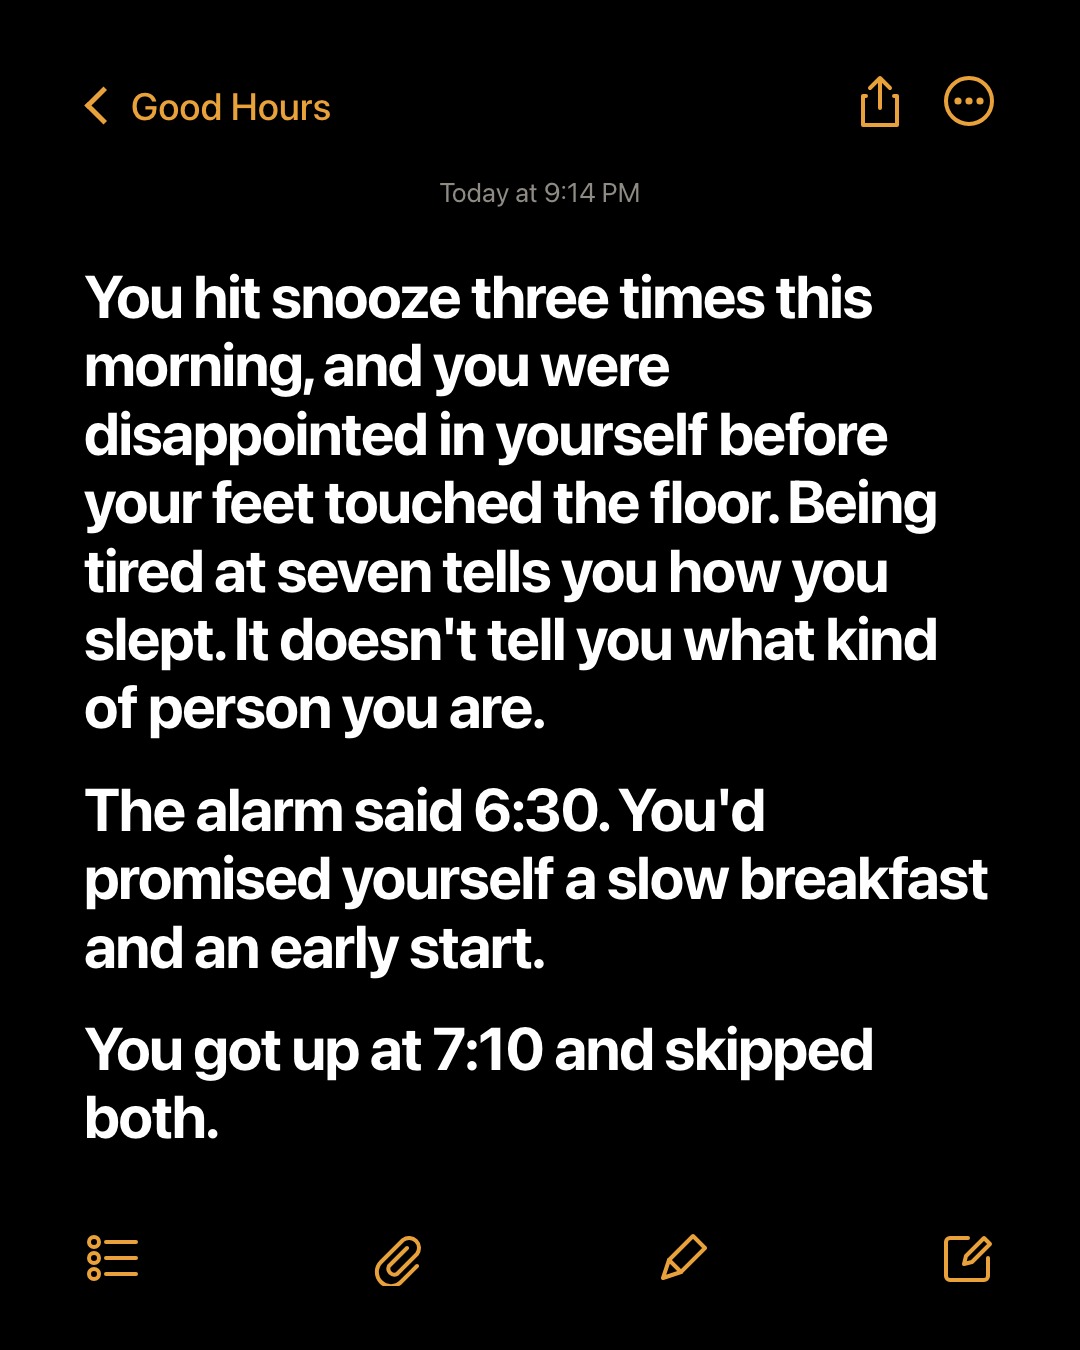 Good Hours
Today at 9:14 PM
You hit snooze three times this
morning, and you were
disappointed in yourself before
your feet touched the floor. Being
tired at seven tells you how you
slept. It doesn't tell you what kind
of person you are.
The alarm said 6:30. You'd
promised yourself a slow breakfast
and an early start.
You got up at 7:10 and skipped
both.